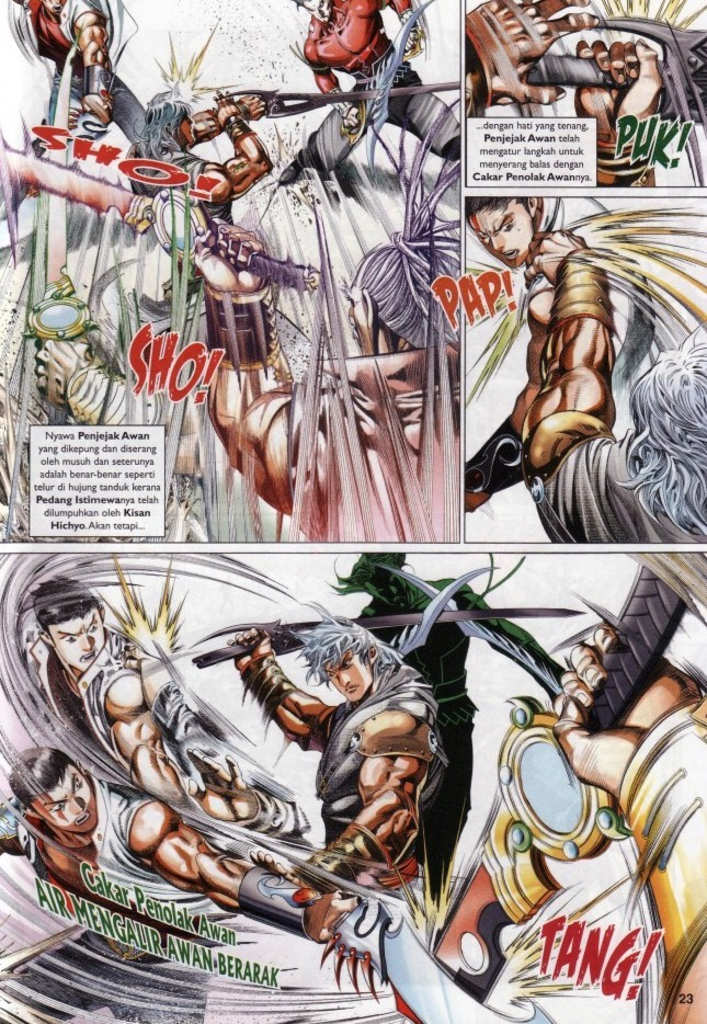 SHO!
...dengan hati yang tenang,
Penjejak Awan telah
mengatur langkah untuk
menyerang balas dengan
Cakar Penolak Awannya.
PUK!
PAP!
SHO!
Nyawa Penjejak Awan
yang dikepung dan diserang
oleh musuh dan seterunya
adalah benar-benar seperti
telur di hujung tanduk kerana
Pedang Istimewanya telah
dilumpuhkan oleh Kisan
Hichyo. Akan tetapi...
Cakar Penolak Awan
AIR MENGALIR AWAN BERARAK
TANG!
23